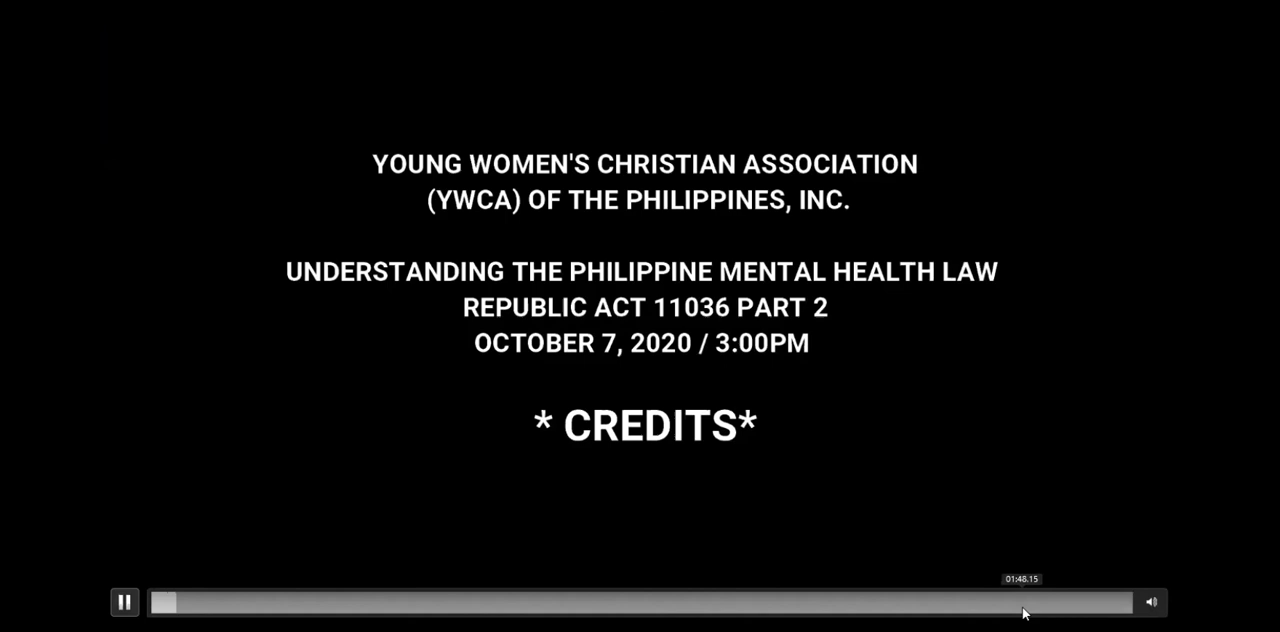 YOUNG WOMEN'S CHRISTIAN ASSOCIATION
(YWCA) OF THE PHILIPPINES, INC.
UNDERSTANDING THE PHILIPPINE MENTAL HEALTH LAW
REPUBLIC ACT 11036 PART 2
OCTOBER 7, 2020 / 3:00PM
* CREDITS*
01:48.15